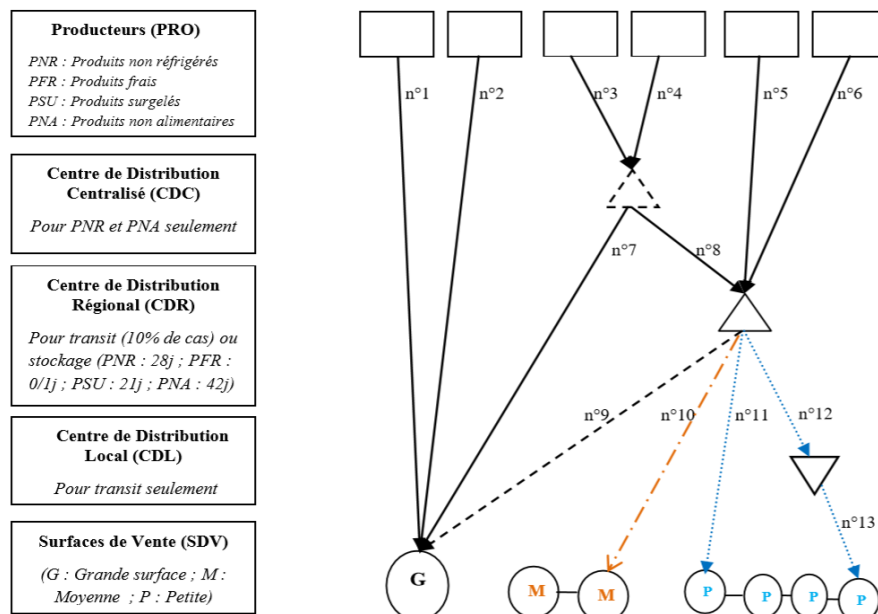 Producteurs (PRO)
PNR : Produits non réfrigérés
PFR : Produits frais
PSU : Produits surgelés
PNA : Produits non alimentaires
Centre de Distribution
Centralisé (CDC)
Pour PNR et PNA seulement
Centre de Distribution
Régional (CDR)
Pour transit (10% de cas) ou
stockage (PNR : 28j ; PFR :
0/1j ; PSU : 21j ; PNA : 42j)
Centre de Distribution
Local (CDL)
Pour transit seulement
Surfaces de Vente (SDV)
(G : Grande surface ; M :
Moyenne ; P : Petite)
n°1
n°2
n°3
n°4
n°5
n°6
n°7
n°8
n°9
n°10
n°11
n°12
n°13
G
M
M
P
P
P
P